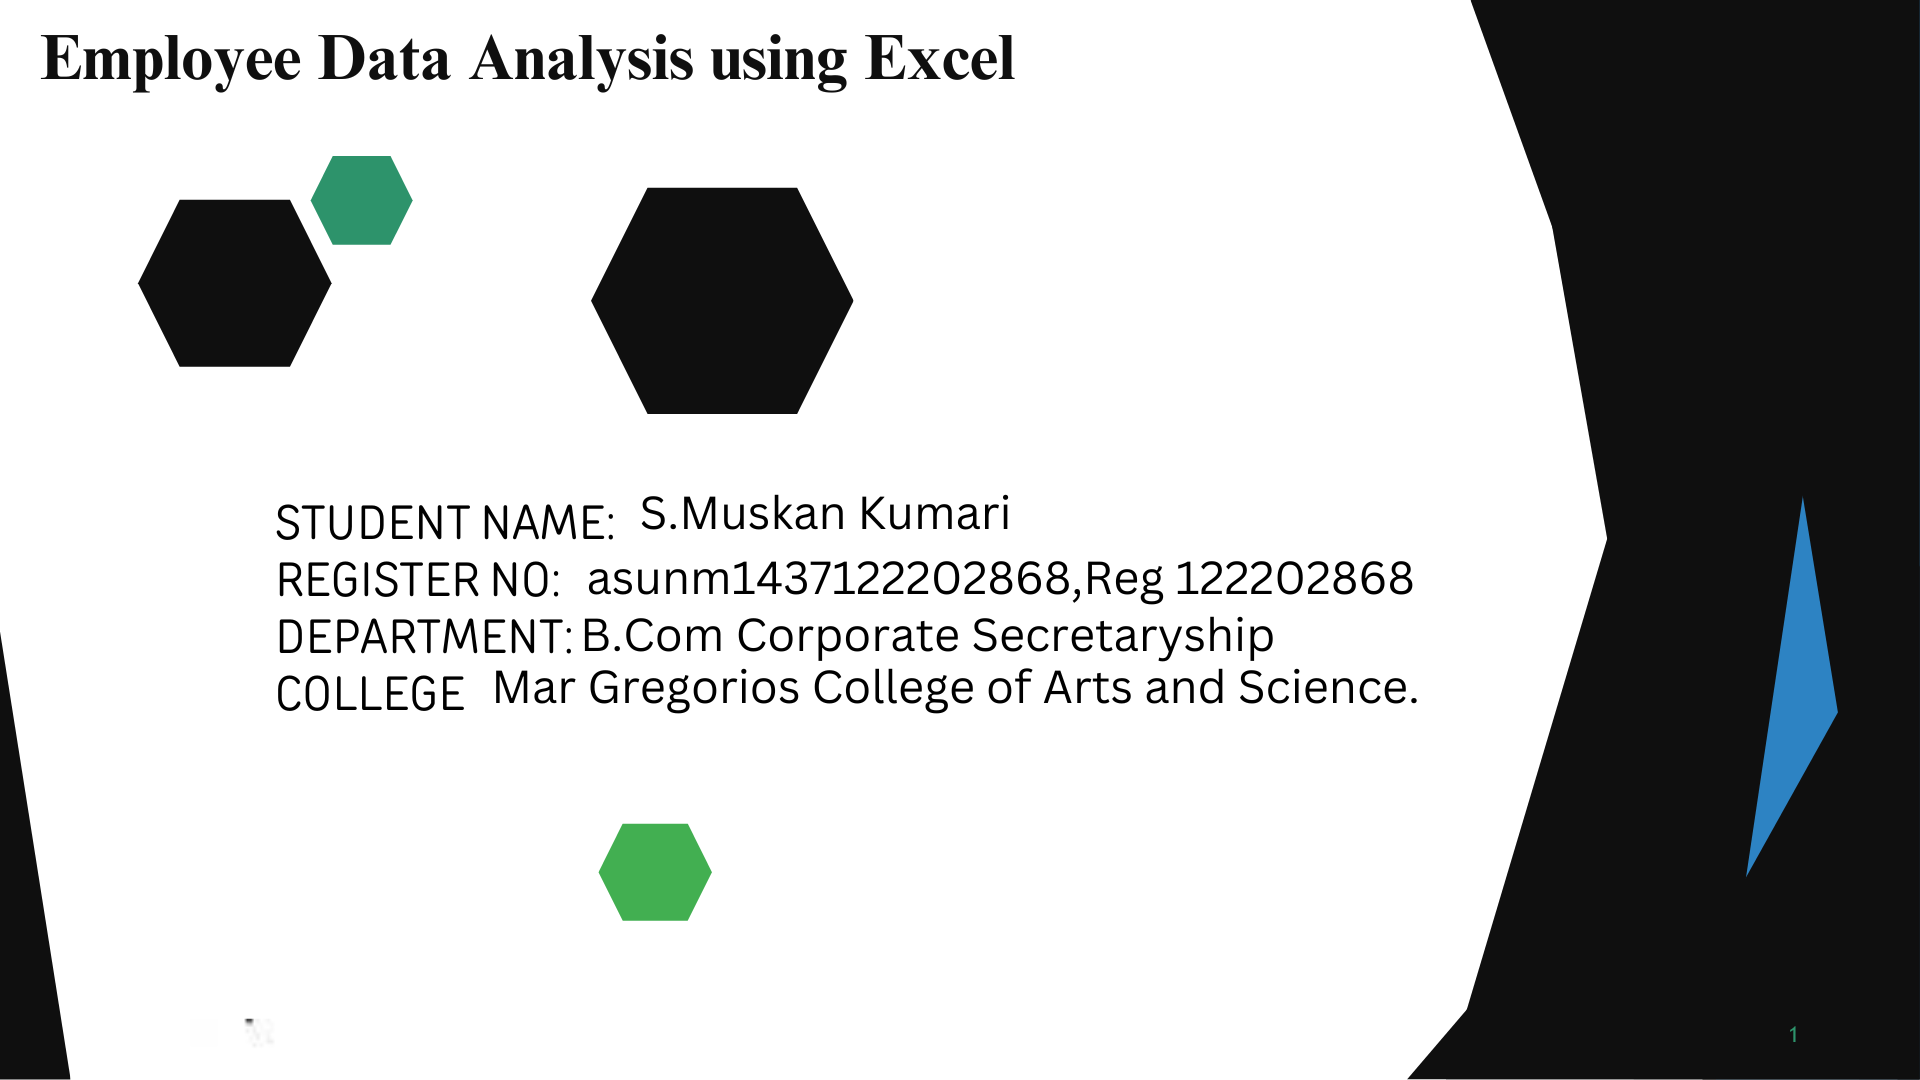 Employee Data Analysis using Excel
STUDENT NAME: S.Muskan Kumari
REGISTER NO: asunm1437122202868,Reg 122202868
DEPARTMENT: B.Com Corporate Secretaryship
COLLEGE Mar Gregorios College of Arts and Science.
1